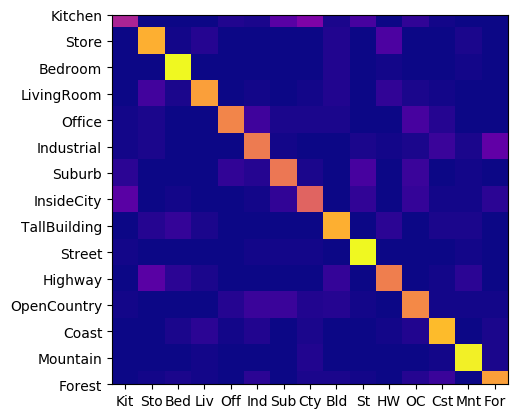 Kitchen
Store
Bedroom
LivingRoom
Office
Industrial
Suburb
InsideCity
TallBuilding
Street
Highway
OpenCountry
Coast
Mountain
Forest
Kit Sto Bed Liv Off Ind Sub Cty Bld St HW OC Cst Mnt For